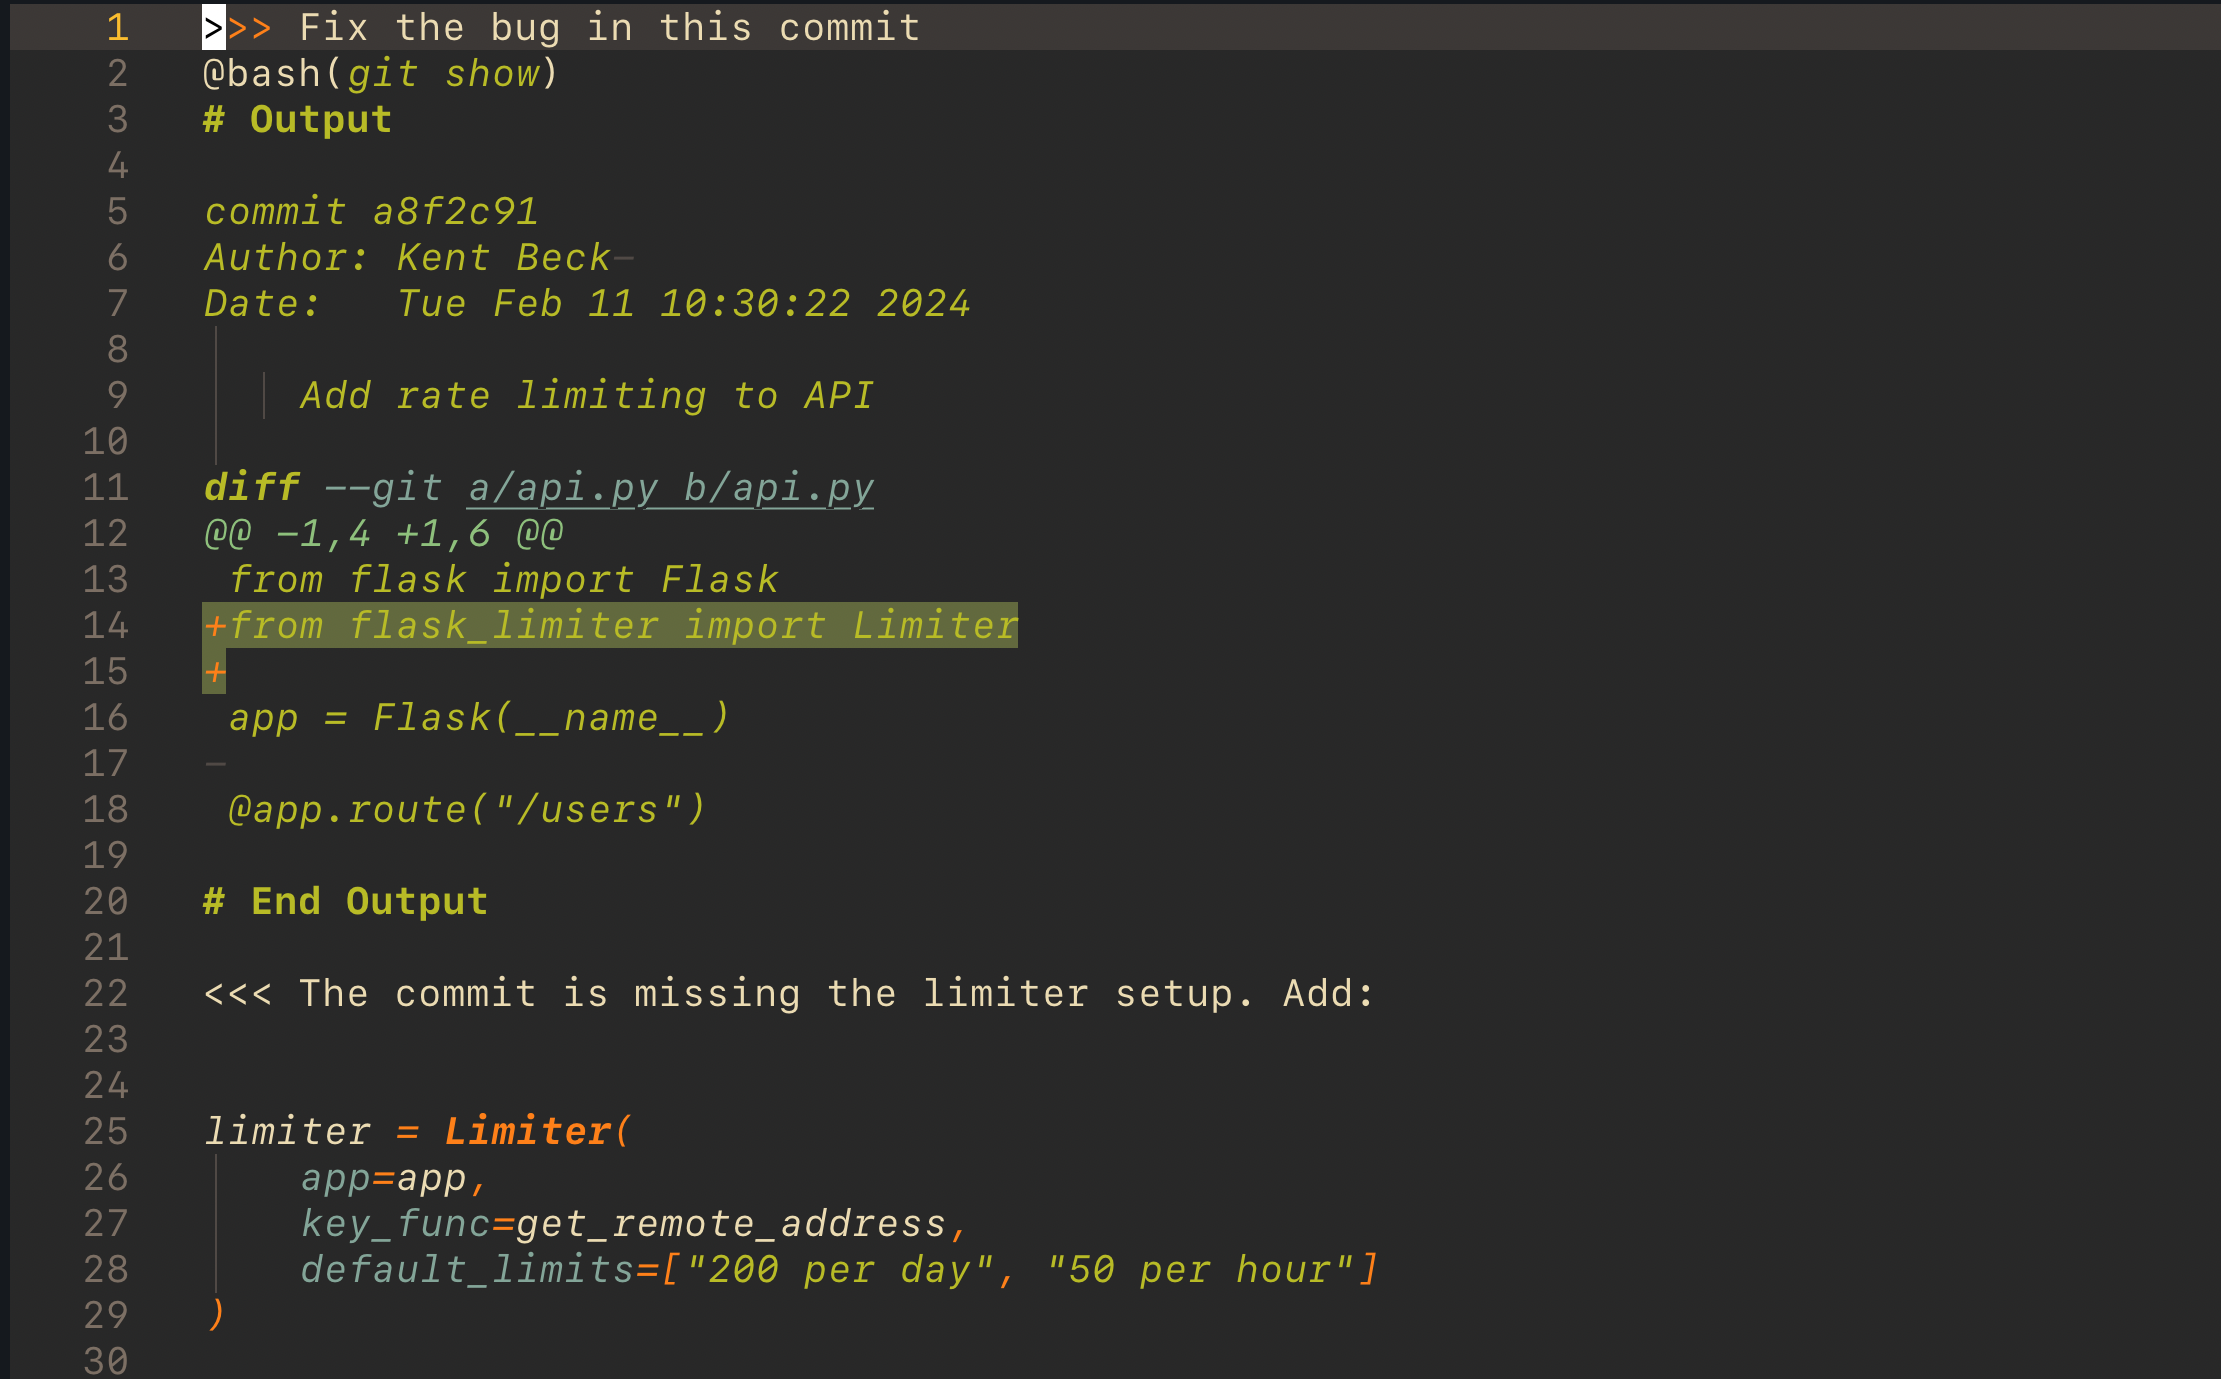 1 >>> Fix the bug in this commit
2 @bash(git show)
3 # Output
4
5 commit a8f2c91
6 Author: Kent Beck-
7 Date:   Tue Feb 11 10:30:22 2024
8
9     Add rate limiting to API
10
11 diff --git a/api.py b/api.py
12 @@ -1,4 +1,6 @@
13  from flask import Flask
14 +from flask_limiter import Limiter
15 +
16  app = Flask(__name__)
17 -
18  @app.route("/users")
19
20 # End Output
21
22 <<< The commit is missing the limiter setup. Add:
23
24
25 limiter = Limiter(
26     app=app,
27     key_func=get_remote_address,
28     default_limits=["200 per day", "50 per hour"]
29 )
30